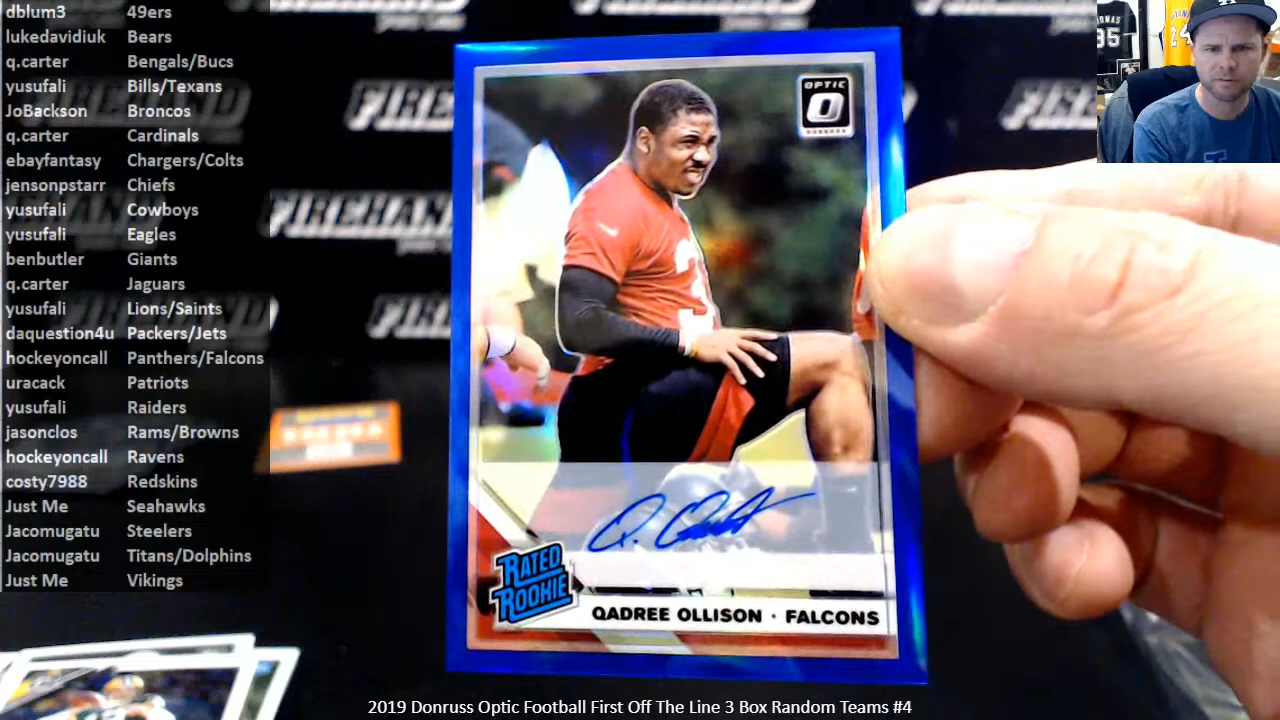 dblum3 49ers
lukedavidiuk Bears
q.carter Bengals/Bucs
yusufali Bills/Texans
JoBackson Broncos
q.carter Cardinals
ebayfantasy Chargers/Colts
jensonpstarr Chiefs
yusufali Cowboys
yusufali Eagles
benbutler Giants
q.carter Jaguars
yusufali Lions/Saints
daquestion4u Packers/Jets
hockeyoncall Panthers/Falcons
uracack Patriots
yusufali Raiders
jasonclos Rams/Browns
hockeyoncall Ravens
costy7988 Redskins
Just Me Seahawks
Jacomugatu Steelers
Jacomugatu Titans/Dolphins
Just Me Vikings
FIREHAND
OPTIC
RATED
ROOKIE
QADREE OLLISON · FALCONS
2019 Donruss Optic Football First Off The Line 3 Box Random Teams #4